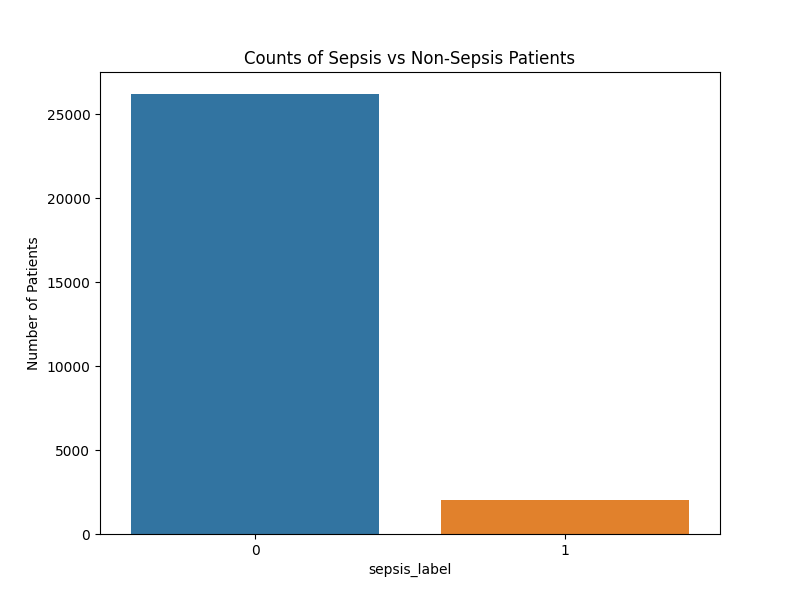 Counts of Sepsis vs Non-Sepsis Patients
Number of Patients
25000
20000
15000
10000
5000
0
0 1
sepsis_label